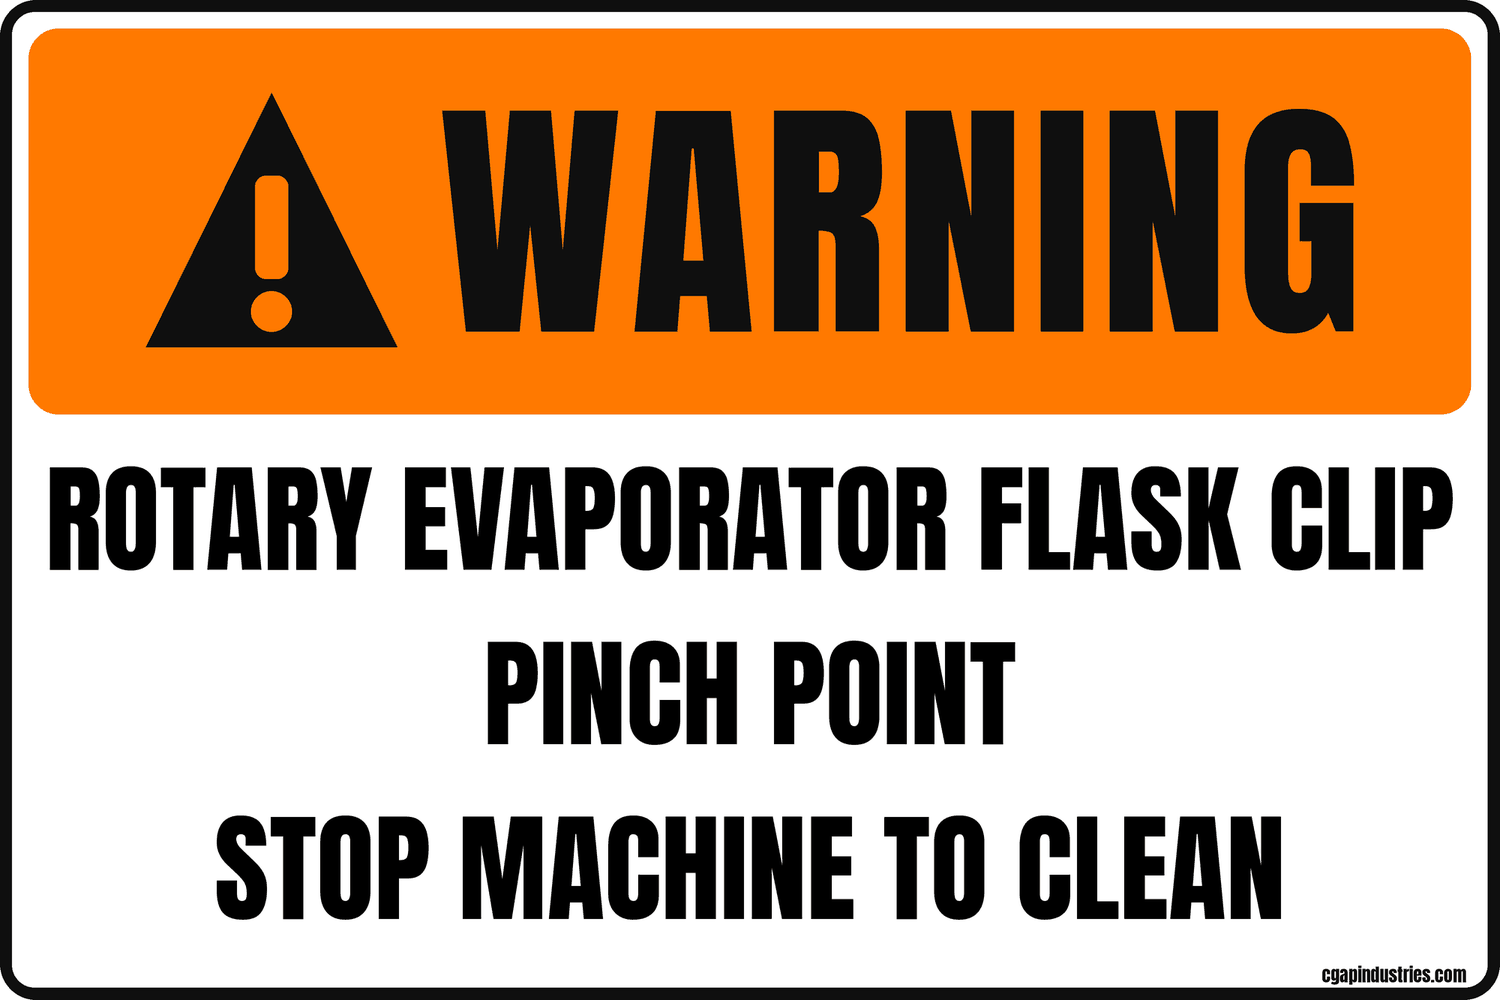 WARNING
ROTARY EVAPORATOR FLASK CLIP
PINCH POINT
STOP MACHINE TO CLEAN
cgapindustries.com